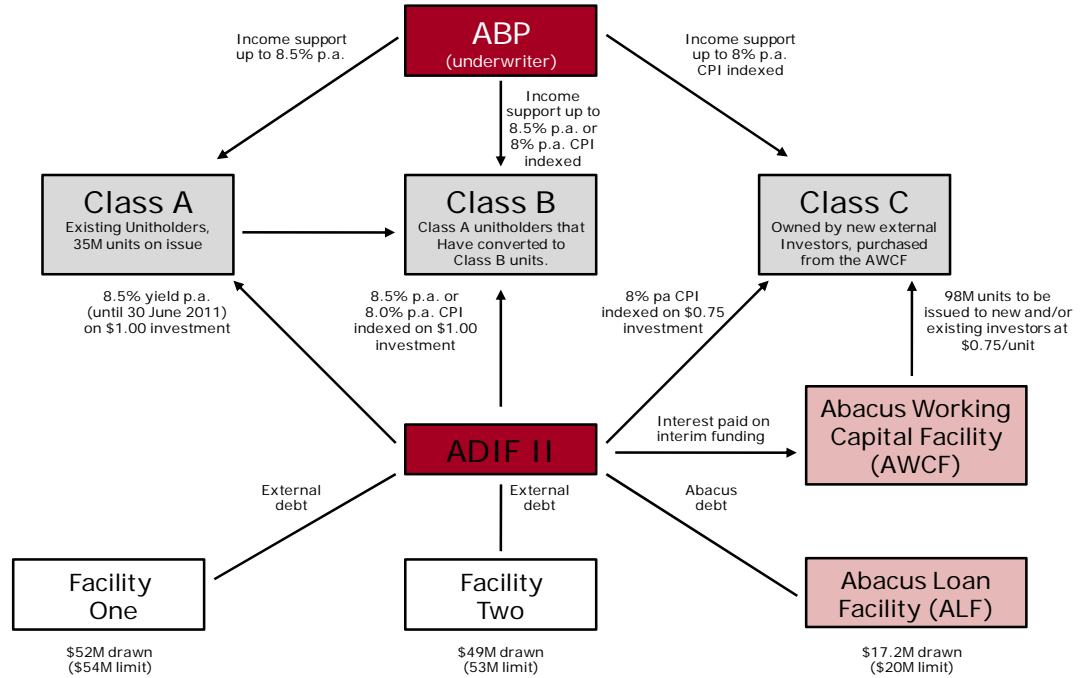 ABP
(underwriter)
Income support
up to 8.5% p.a.
Income
support up to
8.5% p.a. or
8% p.a. CPI
indexed
Income support
up to 8% p.a.
CPI indexed
Class A
Existing Unitholders,
35M units on issue
Class B
Class A unitholders that
Have converted to
Class B units.
Class C
Owned by new external
Investors, purchased
from the AWCF
8.5% yield p.a.
(until 30 June 2011)
on $1.00 investment
8.5% p.a. or
8.0% p.a. CPI
indexed on $1.00
investment
8% pa CPI
indexed on $0.75
investment
98M units to be
issued to new and/or
existing investors at
$0.75/unit
ADIF II
Interest paid on
interim funding
Abacus Working
Capital Facility
(AWCF)
External
debt
External
debt
Abacus
debt
Facility
One
Facility
Two
Abacus Loan
Facility (ALF)
$52M drawn
($54M limit)
$49M drawn
(53M limit)
$17.2M drawn
($20M limit)